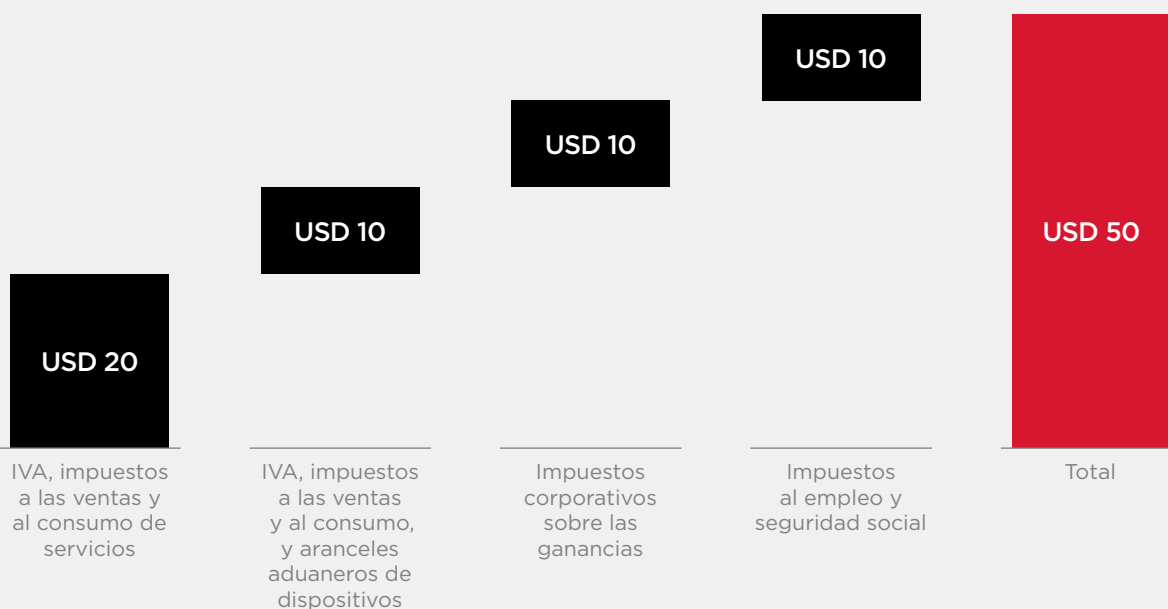 USD 20
USD 10
USD 10
USD 10
USD 50
IVA, impuestos
a las ventas y
al consumo de
servicios
IVA, impuestos
a las ventas
y al consumo,
y aranceles
aduaneros de
dispositivos
Impuestos
corporativos
sobre las
ganancias
Impuestos
al empleo y
seguridad social
Total